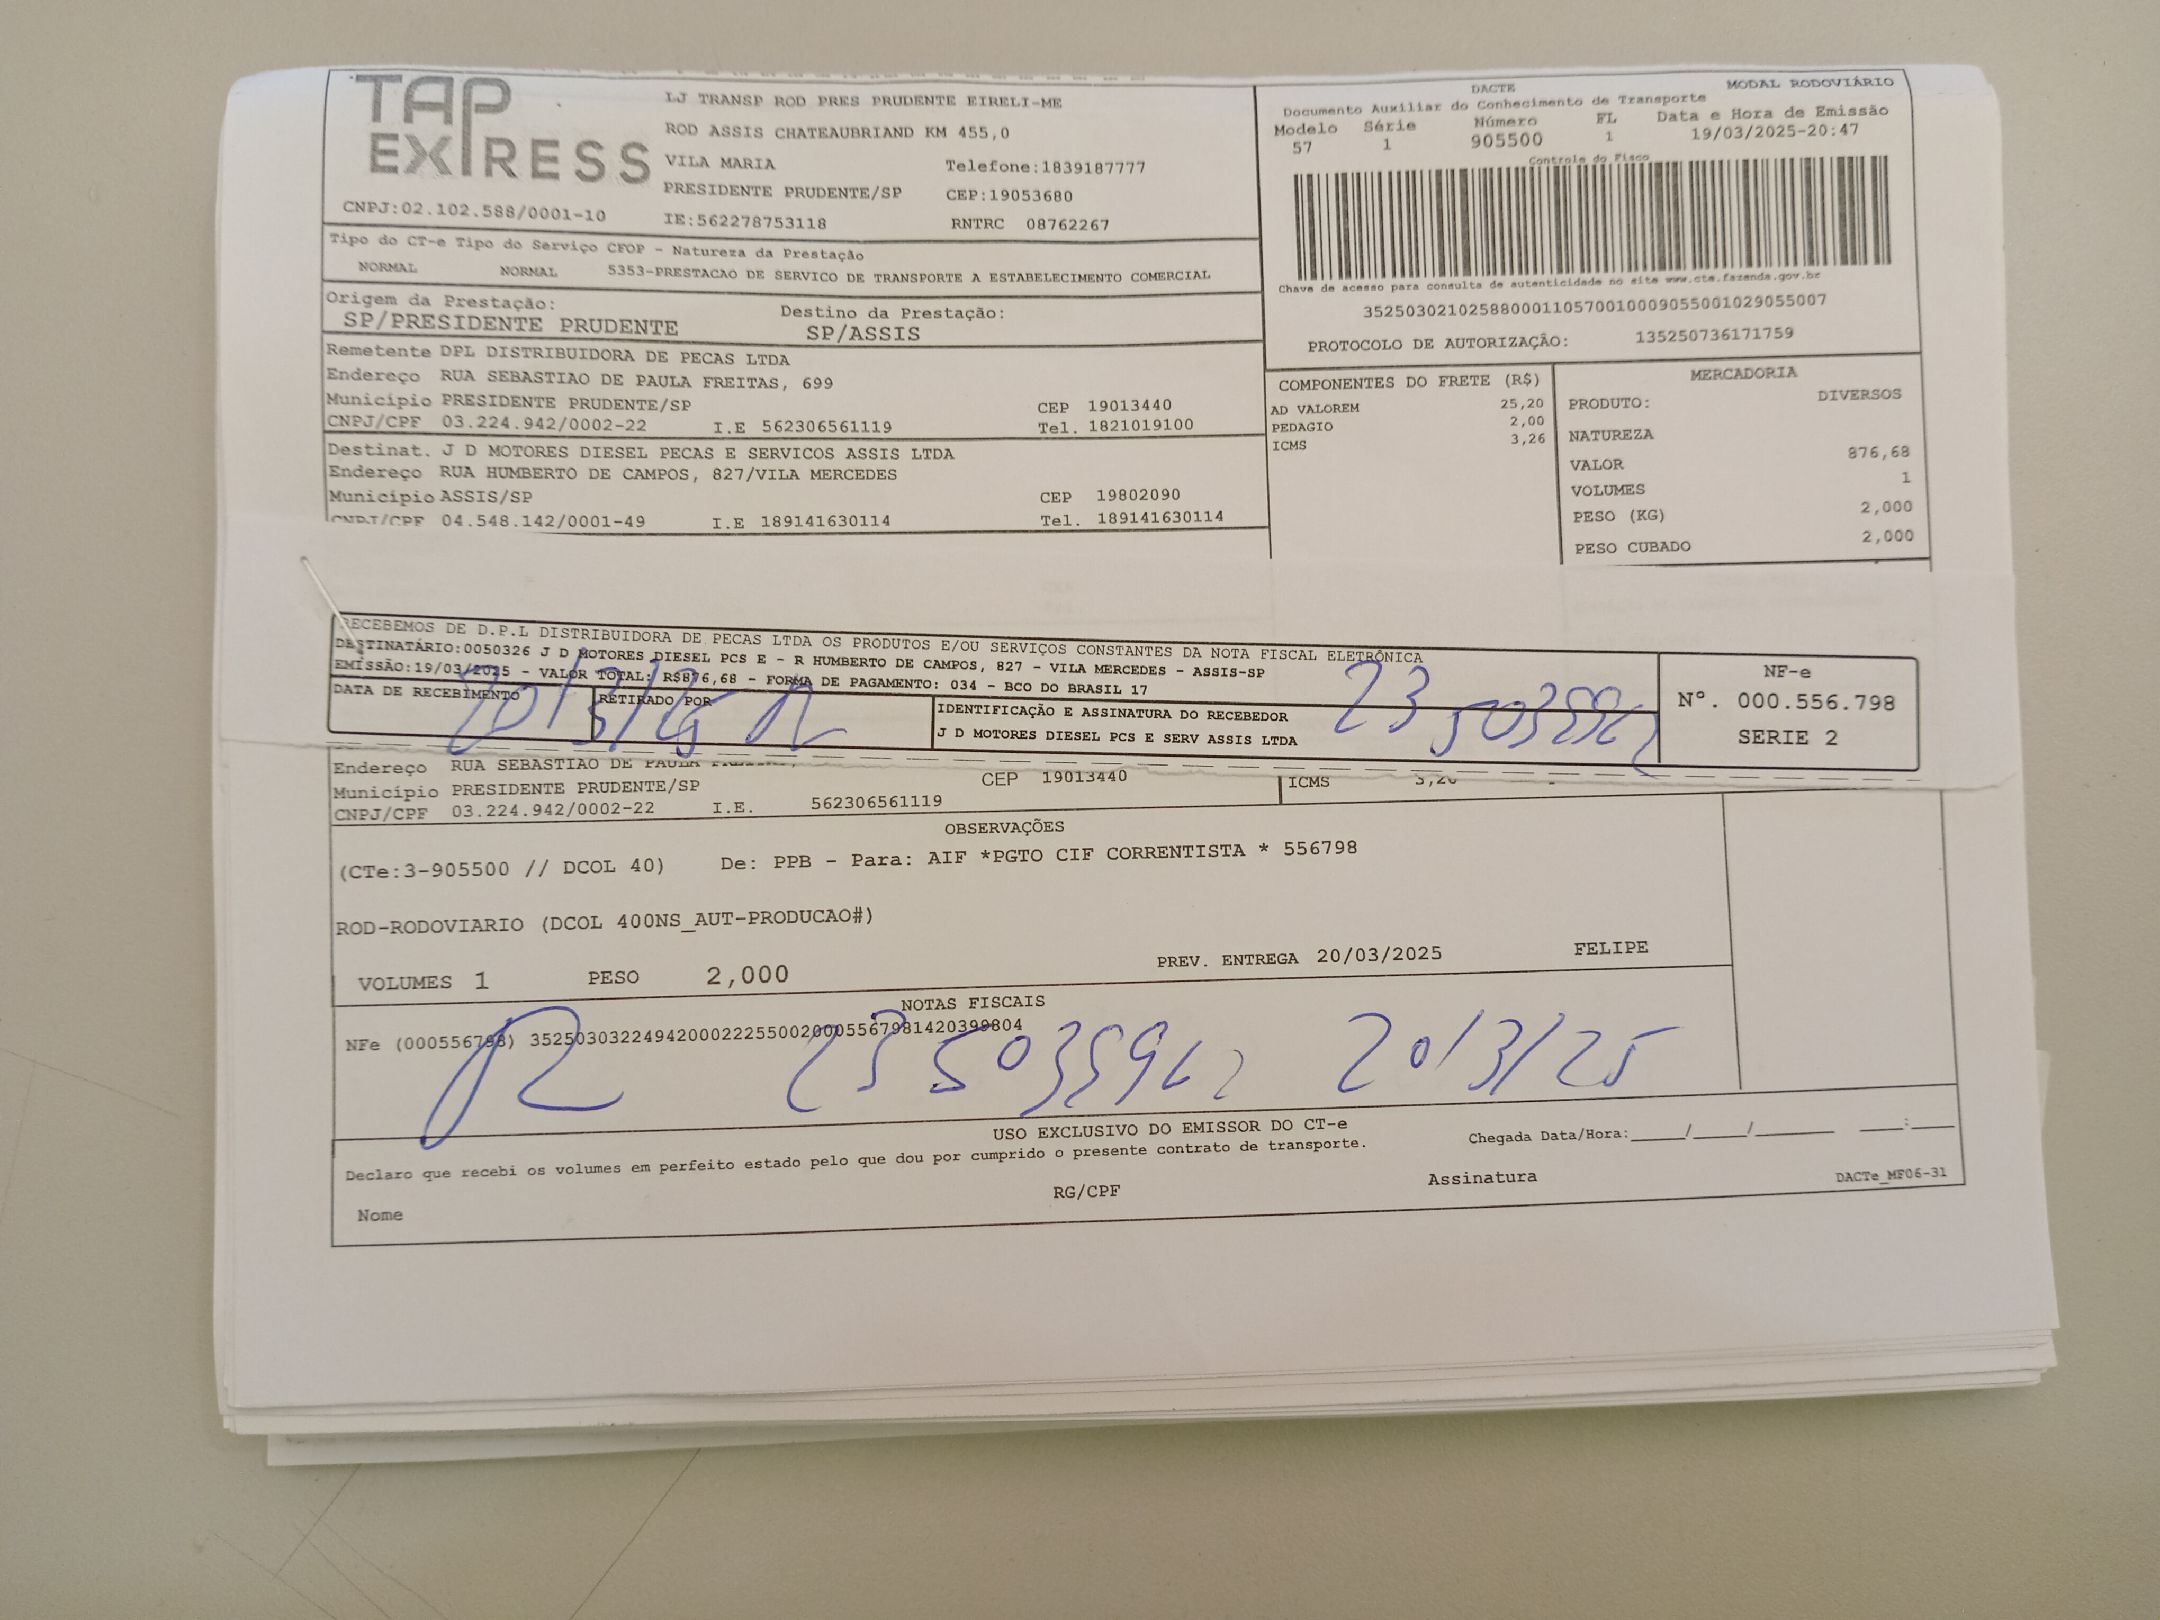 TAP EXPRESS
LJ TRANSP ROD PRES PRUDENTE EIRELI-ME
ROD ASSIS CHATEAUBRIAND KM 455,0
VILA MARIA Telefone:1839187777
PRESIDENTE PRUDENTE/SP CEP:19053680
CNPJ:02.102.588/0001-10 IE:562278753118 RNTRC 08762267
DACTE MODAL RODOVIÁRIO
Documento Auxiliar do Conhecimento de Transporte
Modelo Série Número FL Data e Hora de Emissão
57 1 905500 1 19/03/2025-20:47
Controle do Fisco
Chave de acesso para consulta de autenticidade no site www.cte.fazenda.gov.br
35250302102588000110570010009055001029055007
PROTOCOLO DE AUTORIZAÇÃO: 135250736171759
Tipo do CT-e Tipo do Serviço CFOP - Natureza da Prestação
NORMAL NORMAL 5353-PRESTACAO DE SERVICO DE TRANSPORTE A ESTABELECIMENTO COMERCIAL
Origem da Prestação: Destino da Prestação:
SP/PRESIDENTE PRUDENTE SP/ASSIS
Remetente DPL DISTRIBUIDORA DE PECAS LTDA
Endereço RUA SEBASTIAO DE PAULA FREITAS, 699
Município PRESIDENTE PRUDENTE/SP CEP 19013440
CNPJ/CPF 03.224.942/0002-22 I.E 562306561119 Tel. 1821019100
Destinat. J D MOTORES DIESEL PECAS E SERVICOS ASSIS LTDA
Endereço RUA HUMBERTO DE CAMPOS, 827/VILA MERCEDES
Município ASSIS/SP CEP 19802090
CNPJ/CPF 04.548.142/0001-49 I.E 189141630114 Tel. 189141630114
COMPONENTES DO FRETE (R$)
AD VALOREM 25,20
PEDAGIO 2,00
ICMS 3,26
MERCADORIA
PRODUTO: DIVERSOS
NATUREZA
VALOR 876,68
VOLUMES 1
PESO (KG) 2,000
PESO CUBADO 2,000
RECEBEMOS DE D.P.L DISTRIBUIDORA DE PECAS LTDA OS PRODUTOS E/OU SERVIÇOS CONSTANTES DA NOTA FISCAL ELETRÔNICA
DESTINATÁRIO:0050326 J D MOTORES DIESEL PCS E - R HUMBERTO DE CAMPOS, 827 - VILA MERCEDES - ASSIS-SP
EMISSÃO:19/03/2025 - VALOR TOTAL: R$876,68 - FORMA DE PAGAMENTO: 034 - BCO DO BRASIL 17
DATA DE RECEBIMENTO RETIRADO POR IDENTIFICAÇÃO E ASSINATURA DO RECEBEDOR
J D MOTORES DIESEL PCS E SERV ASSIS LTDA
20/3/25 23
NF-e
Nº. 000.556.798
SERIE 2
Endereço RUA SEBASTIAO DE PAULA
Município PRESIDENTE PRUDENTE/SP CEP 19013440
CNPJ/CPF 03.224.942/0002-22 I.E. 562306561119
ICMS 3,26
OBSERVAÇÕES
(CTe:3-905500 // DCOL 40) De: PPB - Para: AIF *PGTO CIF CORRENTISTA * 556798
ROD-RODOVIARIO (DCOL 400NS_AUT-PRODUCAO#)
VOLUMES 1 PESO 2,000 PREV. ENTREGA 20/03/2025 FELIPE
NOTAS FISCAIS
NFe (000556798) 35250303224942000222550020005567981420399804
20/3/25
USO EXCLUSIVO DO EMISSOR DO CT-e
Declaro que recebi os volumes em perfeito estado pelo que dou por cumprido o presente contrato de transporte.
Chegada Data/Hora:_____/_____/_______ ____:____
Nome RG/CPF Assinatura DACTe_MF06-31